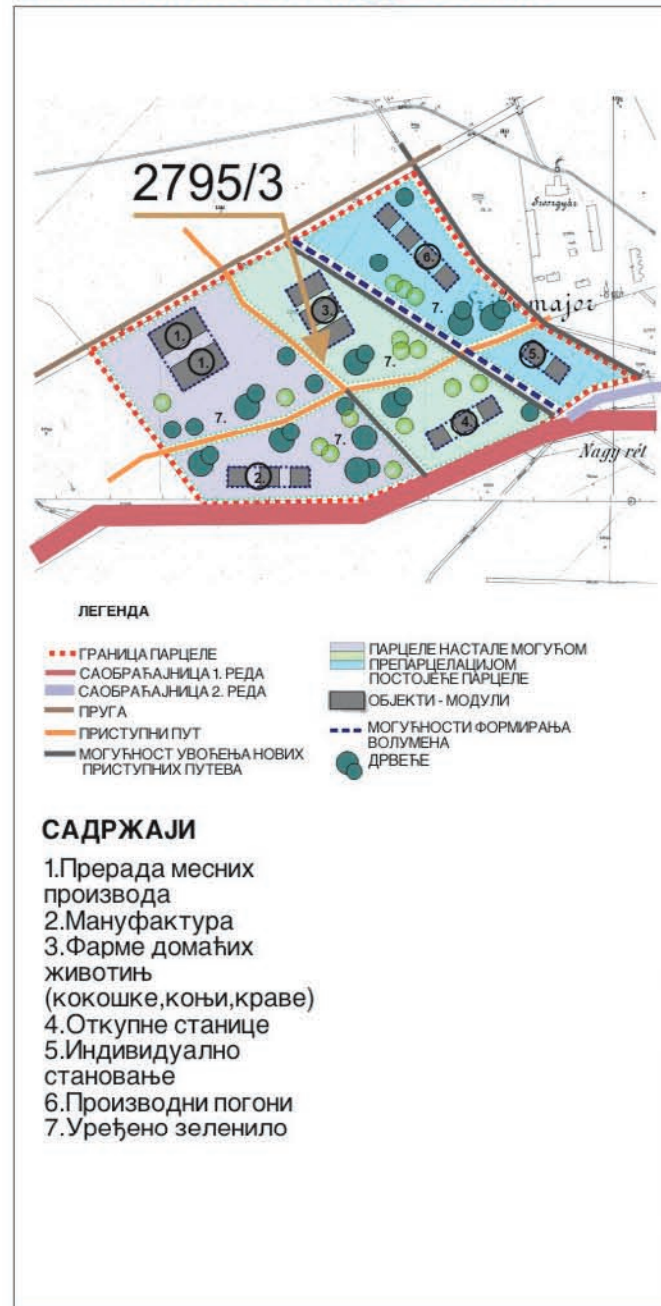 2795/3
Szesgyár
major
6.
7.
3.
1.
1.
5.
7.
7.
4.
7.
2.
Nagy rét
ЛЕГЕНДА
ГРАНИЦА ПАРЦЕЛЕ
САОБРАЋАЈНИЦА 1. РЕДА
САОБРАЋАЈНИЦА 2. РЕДА
ПРУГА
ПРИСТУПНИ ПУТ
МОГУЋНОСТ УВОЂЕЊА НОВИХ
ПРИСТУПНИХ ПУТЕВА
ПАРЦЕЛЕ НАСТАЛЕ МОГУЋОМ
ПРЕПАРЦЕЛАЦИЈОМ
ПОСТОЈЕЋЕ ПАРЦЕЛЕ
ОБЈЕКТИ - МОДУЛИ
МОГУЋНОСТИ ФОРМИРАЊА
ВОЛУМЕНА
ДРВЕЋЕ
САДРЖАЈИ
1.Прерада месних
производа
2.Мануфактура
3.Фарме домаћих
животињ
(кокошке,коњи,краве)
4.Откупне станице
5.Индивидуално
становање
6.Производни погони
7.Уређено зеленило